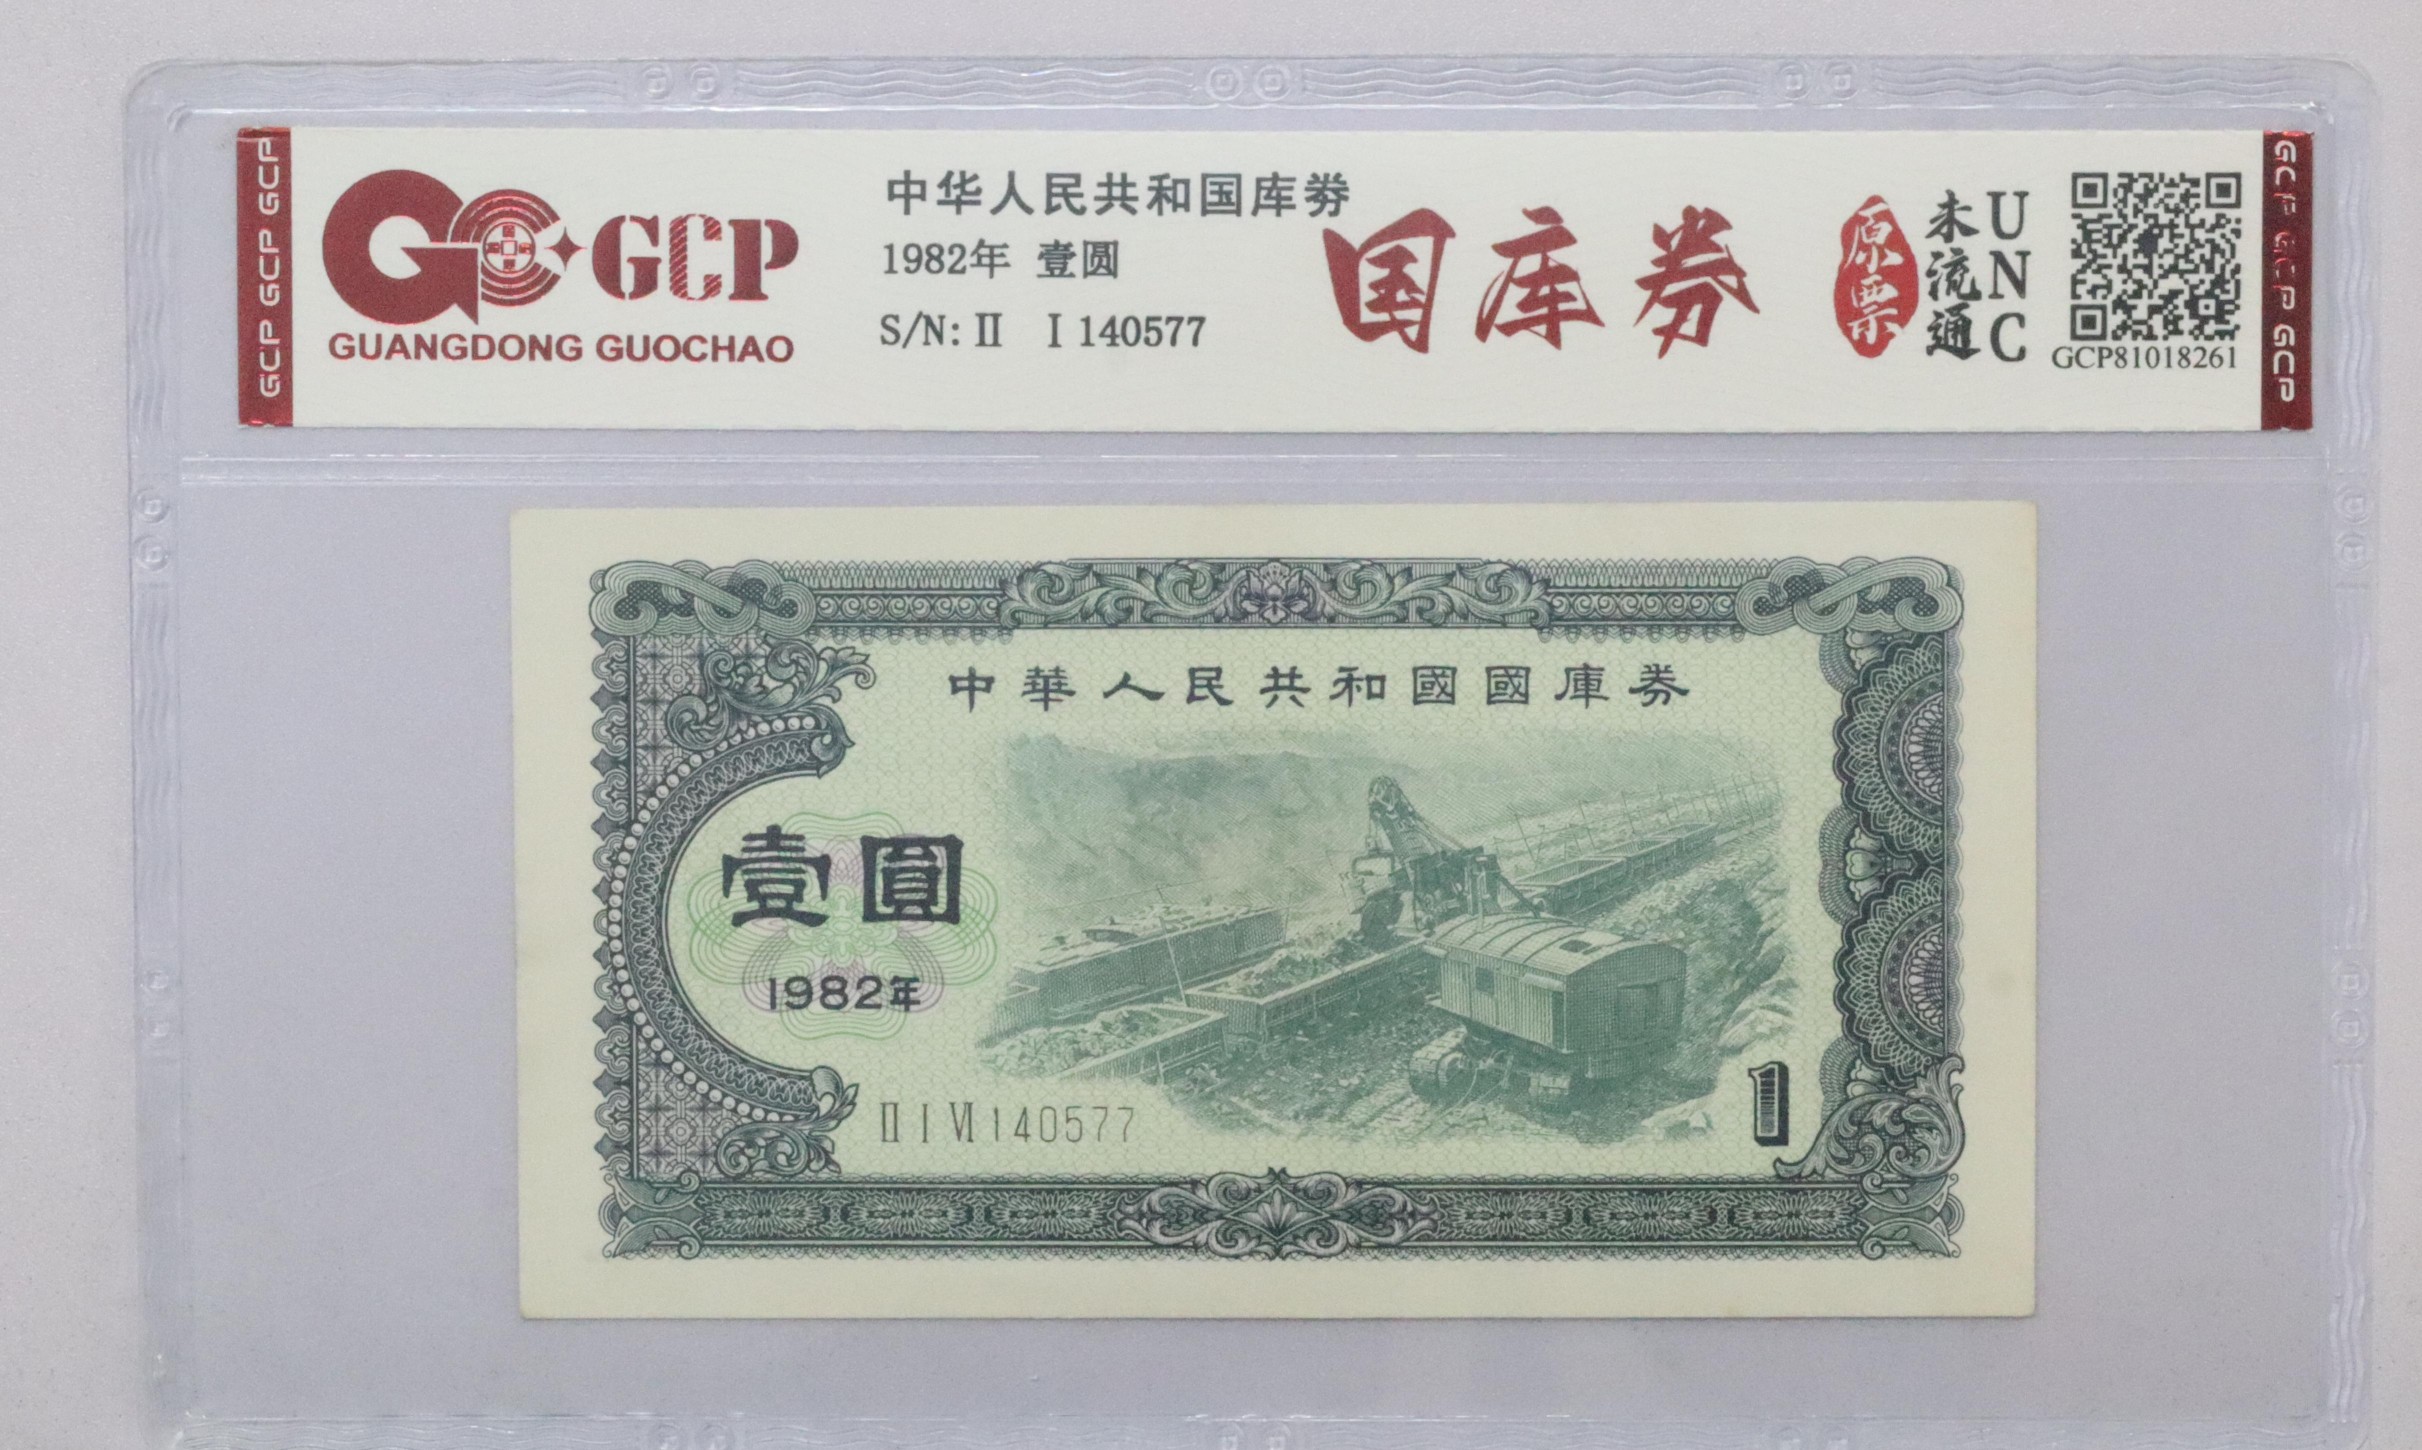 GCP GCP GCP
GCP
GUANGDONG GUOCHAO
中华人民共和国库券
1982年 壹圆
S/N: Ⅱ Ⅰ 140577
国库券
原票
未流通
UNC
GCP81018261
GCP GCP GCP
中華人民共和國國庫券
壹圓
1982年
Ⅱ Ⅰ Ⅵ 140577
1